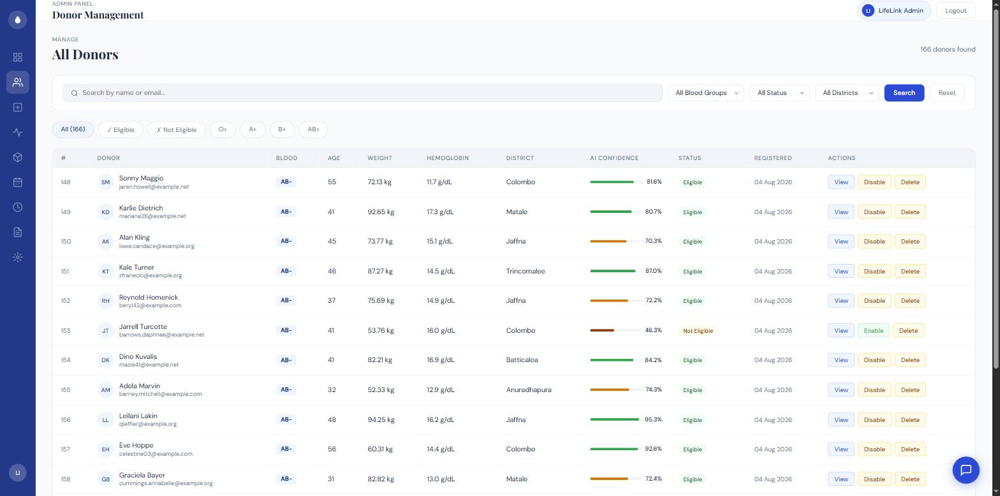 ADMIN PANEL
Donor Management
LI LifeLink Admin Logout
MANAGE
All Donors
166 donors found
Search by name or email... All Blood Groups All Status All Districts Search Reset
All (166) ✓ Eligible ✗ Not Eligible O+ A+ B+ AB+
# DONOR BLOOD AGE WEIGHT HEMOGLOBIN DISTRICT AI CONFIDENCE STATUS REGISTERED ACTIONS
148 SM Sonny Maggio AB- 55 72.13 kg 11.7 g/dL Colombo 81.6% Eligible 04 Aug 2026 View Disable Delete
jaren.howell@example.net
149 KD Karlie Dietrich AB- 41 92.65 kg 17.3 g/dL Matale 80.7% Eligible 04 Aug 2026 View Disable Delete
mariane28@example.net
150 AK Alan Kling AB- 45 73.77 kg 15.1 g/dL Jaffna 70.3% Eligible 04 Aug 2026 View Disable Delete
lowe.candace@example.org
151 KT Kale Turner AB- 46 87.27 kg 14.5 g/dL Trincomalee 87.0% Eligible 04 Aug 2026 View Disable Delete
zfranecki@example.org
152 RH Reynold Homenick AB- 37 75.69 kg 14.9 g/dL Jaffna 72.2% Eligible 04 Aug 2026 View Disable Delete
beryl42@example.com
153 JT Jarrell Turcotte AB- 41 53.76 kg 16.0 g/dL Colombo 46.3% Not Eligible 04 Aug 2026 View Enable Delete
barrows.daphnee@example.org
154 DK Dino Kuvalis AB- 41 82.21 kg 16.9 g/dL Batticaloa 84.2% Eligible 04 Aug 2026 View Disable Delete
mazie41@example.net
155 AM Adela Marvin AB- 32 52.33 kg 12.9 g/dL Anuradhapura 74.3% Eligible 04 Aug 2026 View Disable Delete
barney.mitchell@example.com
156 LL Leilani Lakin AB- 48 94.25 kg 16.2 g/dL Jaffna 95.3% Eligible 04 Aug 2026 View Disable Delete
qleffler@example.org
157 EH Eve Hoppe AB- 56 60.31 kg 14.4 g/dL Colombo 92.6% Eligible 04 Aug 2026 View Disable Delete
celestine03@example.com
158 GB Graciela Bayer AB- 31 82.82 kg 13.0 g/dL Matale 72.4% Eligible 04 Aug 2026 View Disable Delete
cummings.annabelle@example.org
LI